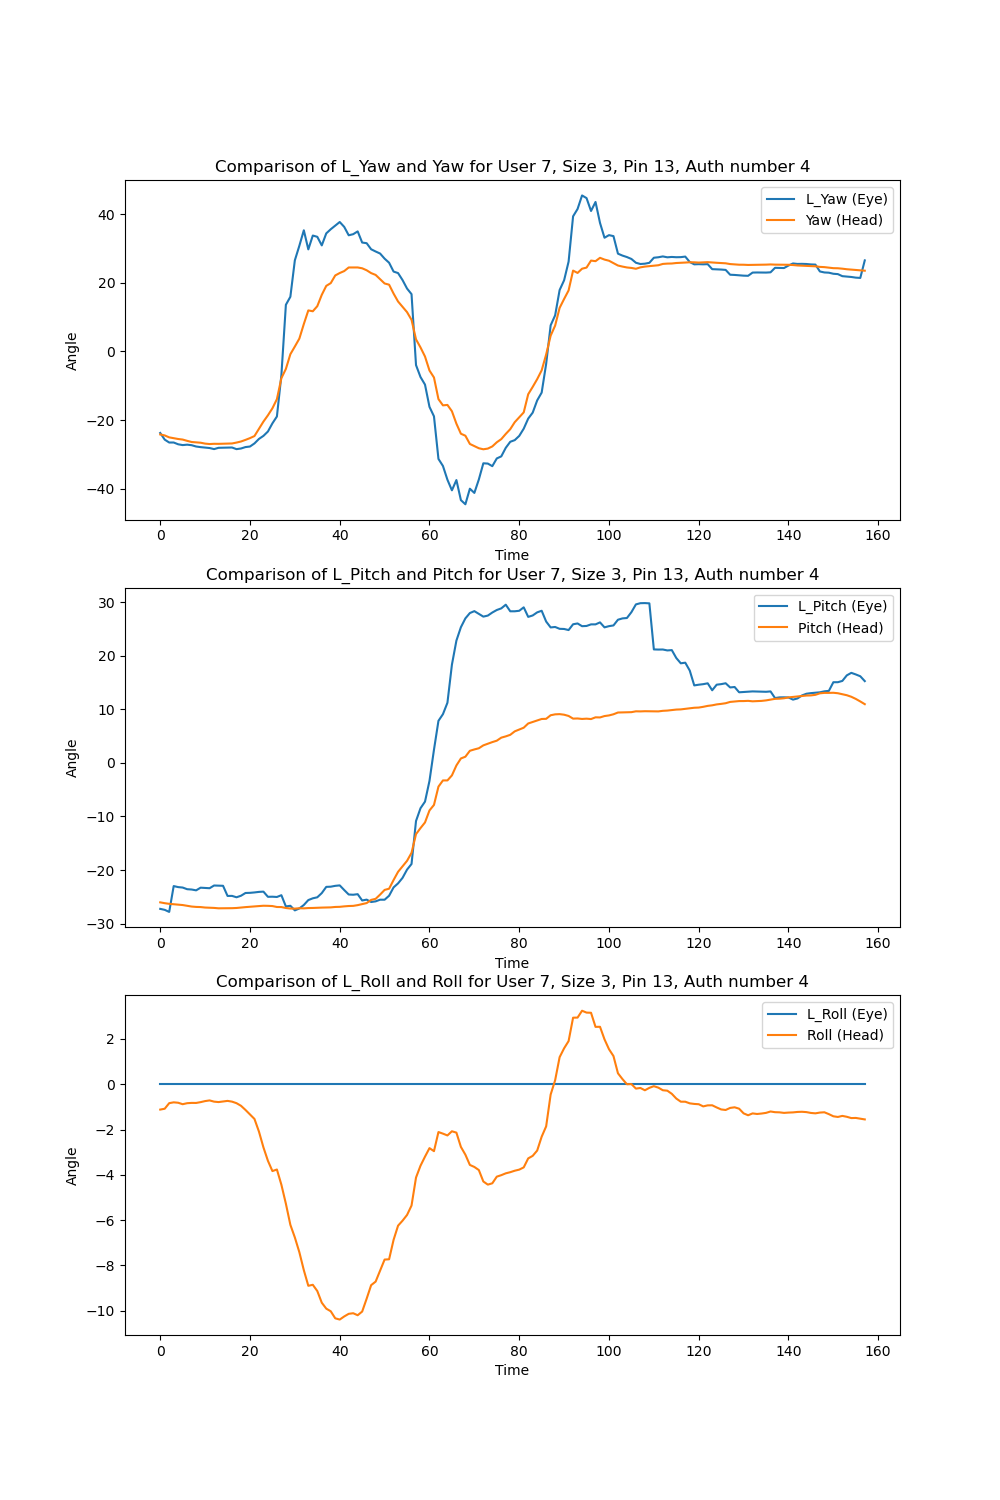 Comparison of L_Yaw and Yaw for User 7, Size 3, Pin 13, Auth number 4
L_Yaw (Eye)
Yaw (Head)
40
20
0
−20
−40
Angle
0 20 40 60 80 100 120 140 160
Time
Comparison of L_Pitch and Pitch for User 7, Size 3, Pin 13, Auth number 4
L_Pitch (Eye)
Pitch (Head)
30
20
10
0
−10
−20
−30
Angle
0 20 40 60 80 100 120 140 160
Time
Comparison of L_Roll and Roll for User 7, Size 3, Pin 13, Auth number 4
L_Roll (Eye)
Roll (Head)
2
0
−2
−4
−6
−8
−10
Angle
0 20 40 60 80 100 120 140 160
Time